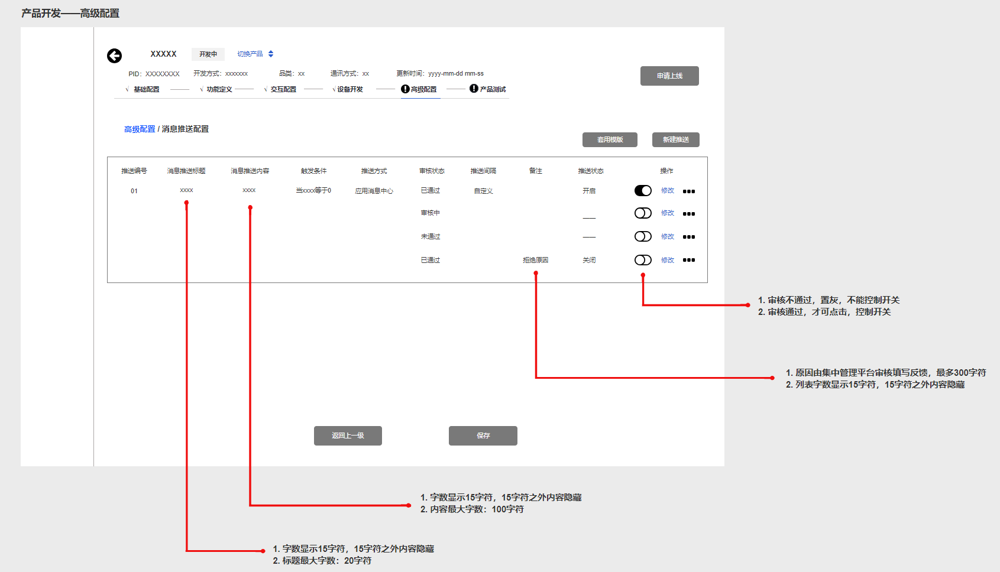 产品开发——高级配置
XXXXX 开发中 切换产品
PID：XXXXXXXX 开发方式：xxxxxxx 品类：xx 通讯方式：xx 更新时间：yyyy-mm-dd mm-ss
申请上线
√ 基础配置 √ 功能定义 √ 交互配置 √ 设备开发 高级配置 产品测试
高级配置 / 消息推送配置
套用模版 新建推送
推送编号 消息推送标题 消息推送内容 触发条件 推送方式 审核状态 推送间隔 备注 推送状态 操作
01 xxxx xxxx 当xxxx等于0 应用消息中心 已通过 自定义 开启 修改
审核中 —— 修改
未通过 —— 修改
已通过 拒绝原因 关闭 修改
1. 审核不通过，置灰，不能控制开关
2. 审核通过，才可点击，控制开关
1. 原因由集中管理平台审核填写反馈，最多300字符
2. 列表字数显示15字符，15字符之外内容隐藏
返回上一级 保存
1. 字数显示15字符，15字符之外内容隐藏
2. 内容最大字数：100字符
1. 字数显示15字符，15字符之外内容隐藏
2. 标题最大字数：20字符